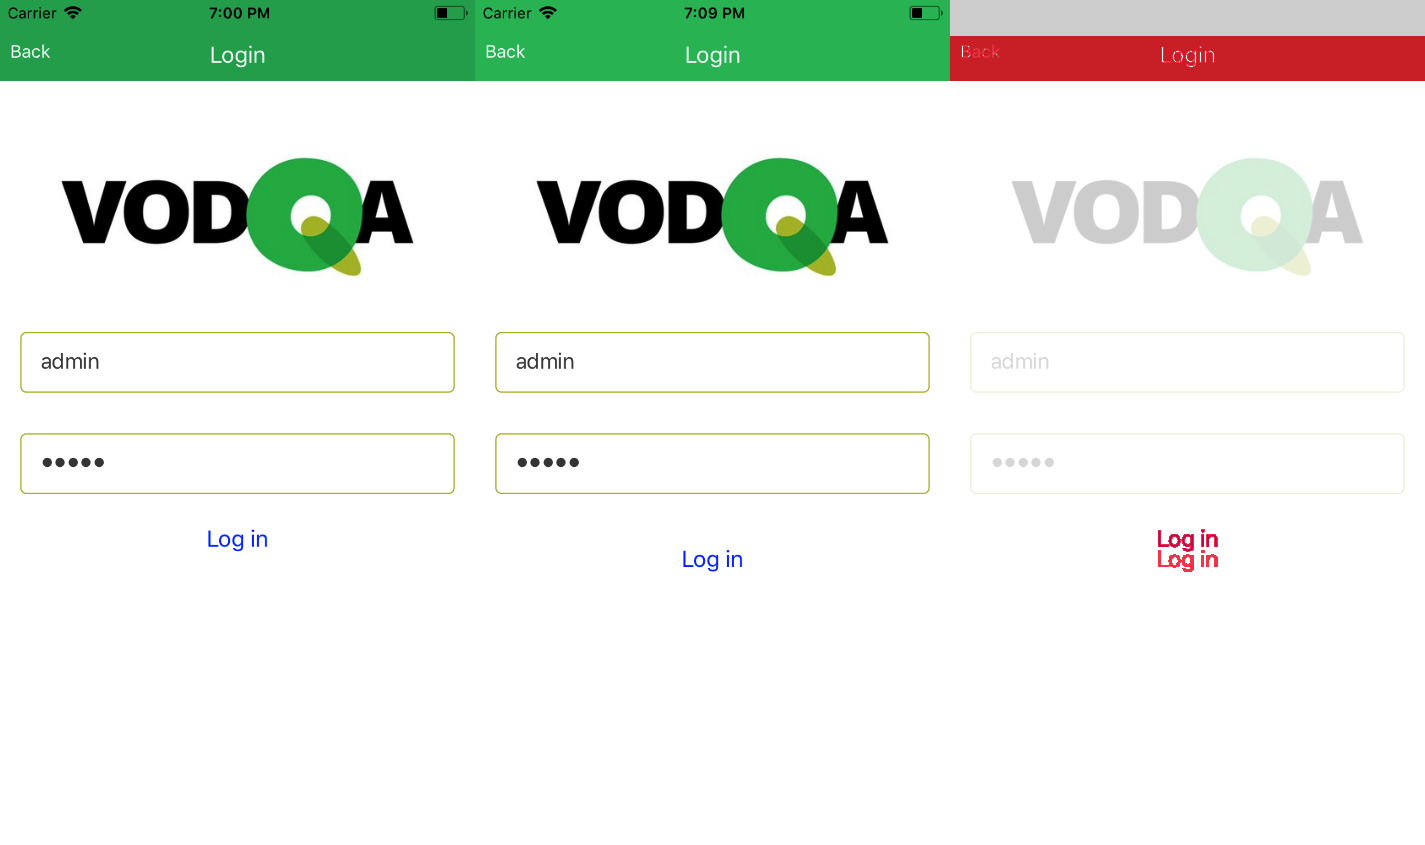 Carrier 7:00 PM
Back Login
VODQA
admin
•••••
Log in
Carrier 7:09 PM
Back Login
VODQA
admin
•••••
Log in
Back Login
VODQA
admin
•••••
Log in
Log in